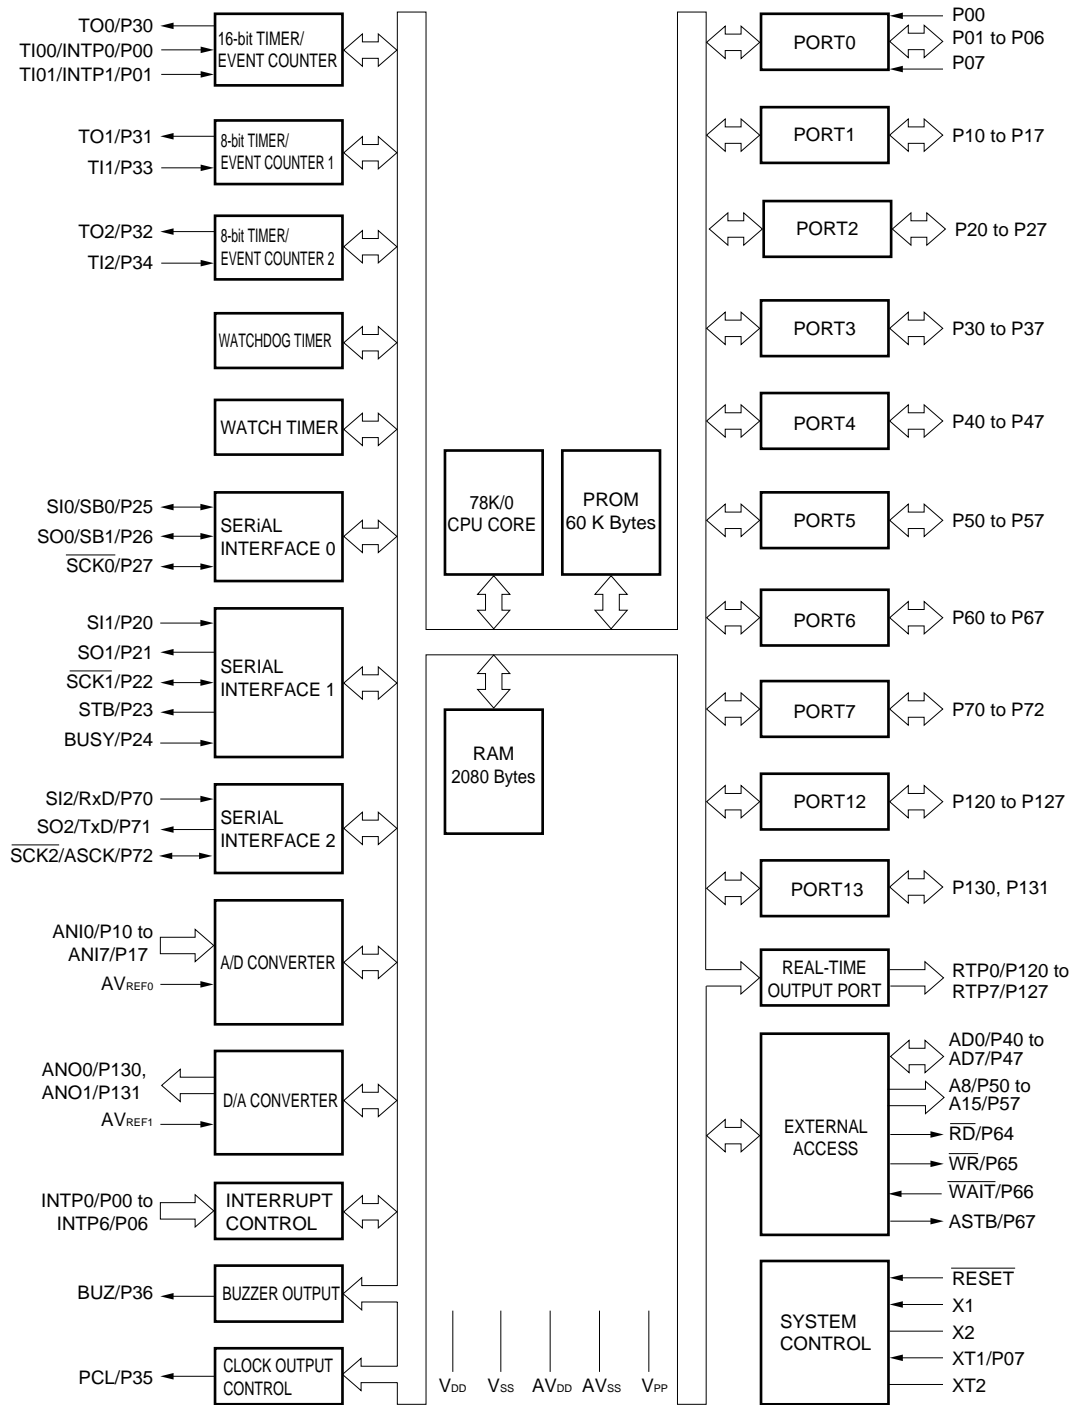 TO0/P30
TI00/INTP0/P00
TI01/INTP1/P01
16-bit TIMER/
EVENT COUNTER
TO1/P31
TI1/P33
8-bit TIMER/
EVENT COUNTER 1
TO2/P32
TI2/P34
8-bit TIMER/
EVENT COUNTER 2
WATCHDOG TIMER
WATCH TIMER
SI0/SB0/P25
SO0/SB1/P26
SCK0/P27
SERiAL
INTERFACE 0
SI1/P20
SO1/P21
SCK1/P22
STB/P23
BUSY/P24
SERIAL
INTERFACE 1
SI2/RxD/P70
SO2/TxD/P71
SCK2/ASCK/P72
SERIAL
INTERFACE 2
ANI0/P10 to
ANI7/P17
AVREF0
A/D CONVERTER
ANO0/P130,
ANO1/P131
AVREF1
D/A CONVERTER
INTP0/P00 to
INTP6/P06
INTERRUPT
CONTROL
BUZ/P36
BUZZER OUTPUT
PCL/P35
CLOCK OUTPUT
CONTROL
78K/0
CPU CORE
PROM
60 K Bytes
RAM
2080 Bytes
VDD VSS AVDD AVSS VPP
PORT0
P00
P01 to P06
P07
PORT1
P10 to P17
PORT2
P20 to P27
PORT3
P30 to P37
PORT4
P40 to P47
PORT5
P50 to P57
PORT6
P60 to P67
PORT7
P70 to P72
PORT12
P120 to P127
PORT13
P130, P131
REAL-TIME
OUTPUT PORT
RTP0/P120 to
RTP7/P127
EXTERNAL
ACCESS
AD0/P40 to
AD7/P47
A8/P50 to
A15/P57
RD/P64
WR/P65
WAIT/P66
ASTB/P67
SYSTEM
CONTROL
RESET
X1
X2
XT1/P07
XT2